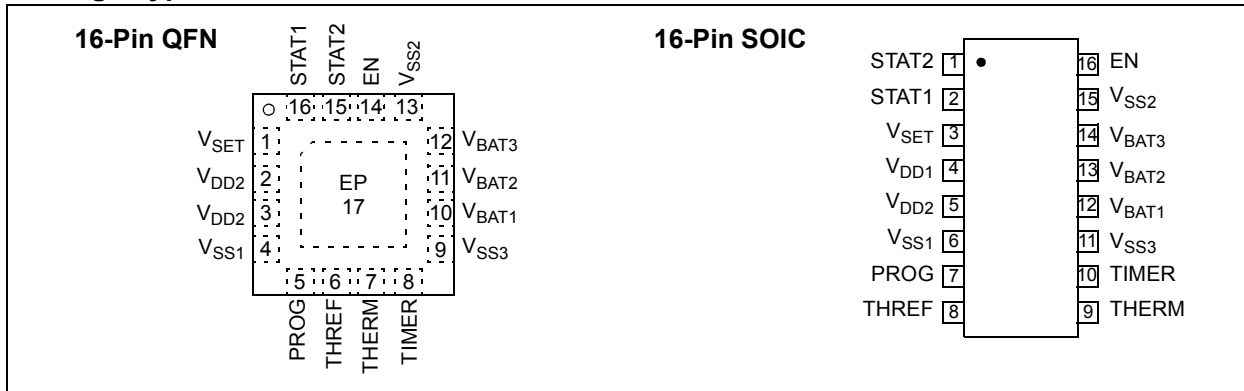 16-Pin QFN
STAT1
STAT2
EN
VSS2
16 15 14 13
VSET 1
VDD2 2
VDD2 3
VSS1 4
EP
17
12 VBAT3
11 VBAT2
10 VBAT1
9 VSS3
5 6 7 8
PROG
THREF
THERM
TIMER
16-Pin SOIC
STAT2 1
STAT1 2
VSET 3
VDD1 4
VDD2 5
VSS1 6
PROG 7
THREF 8
16 EN
15 VSS2
14 VBAT3
13 VBAT2
12 VBAT1
11 VSS3
10 TIMER
9 THERM